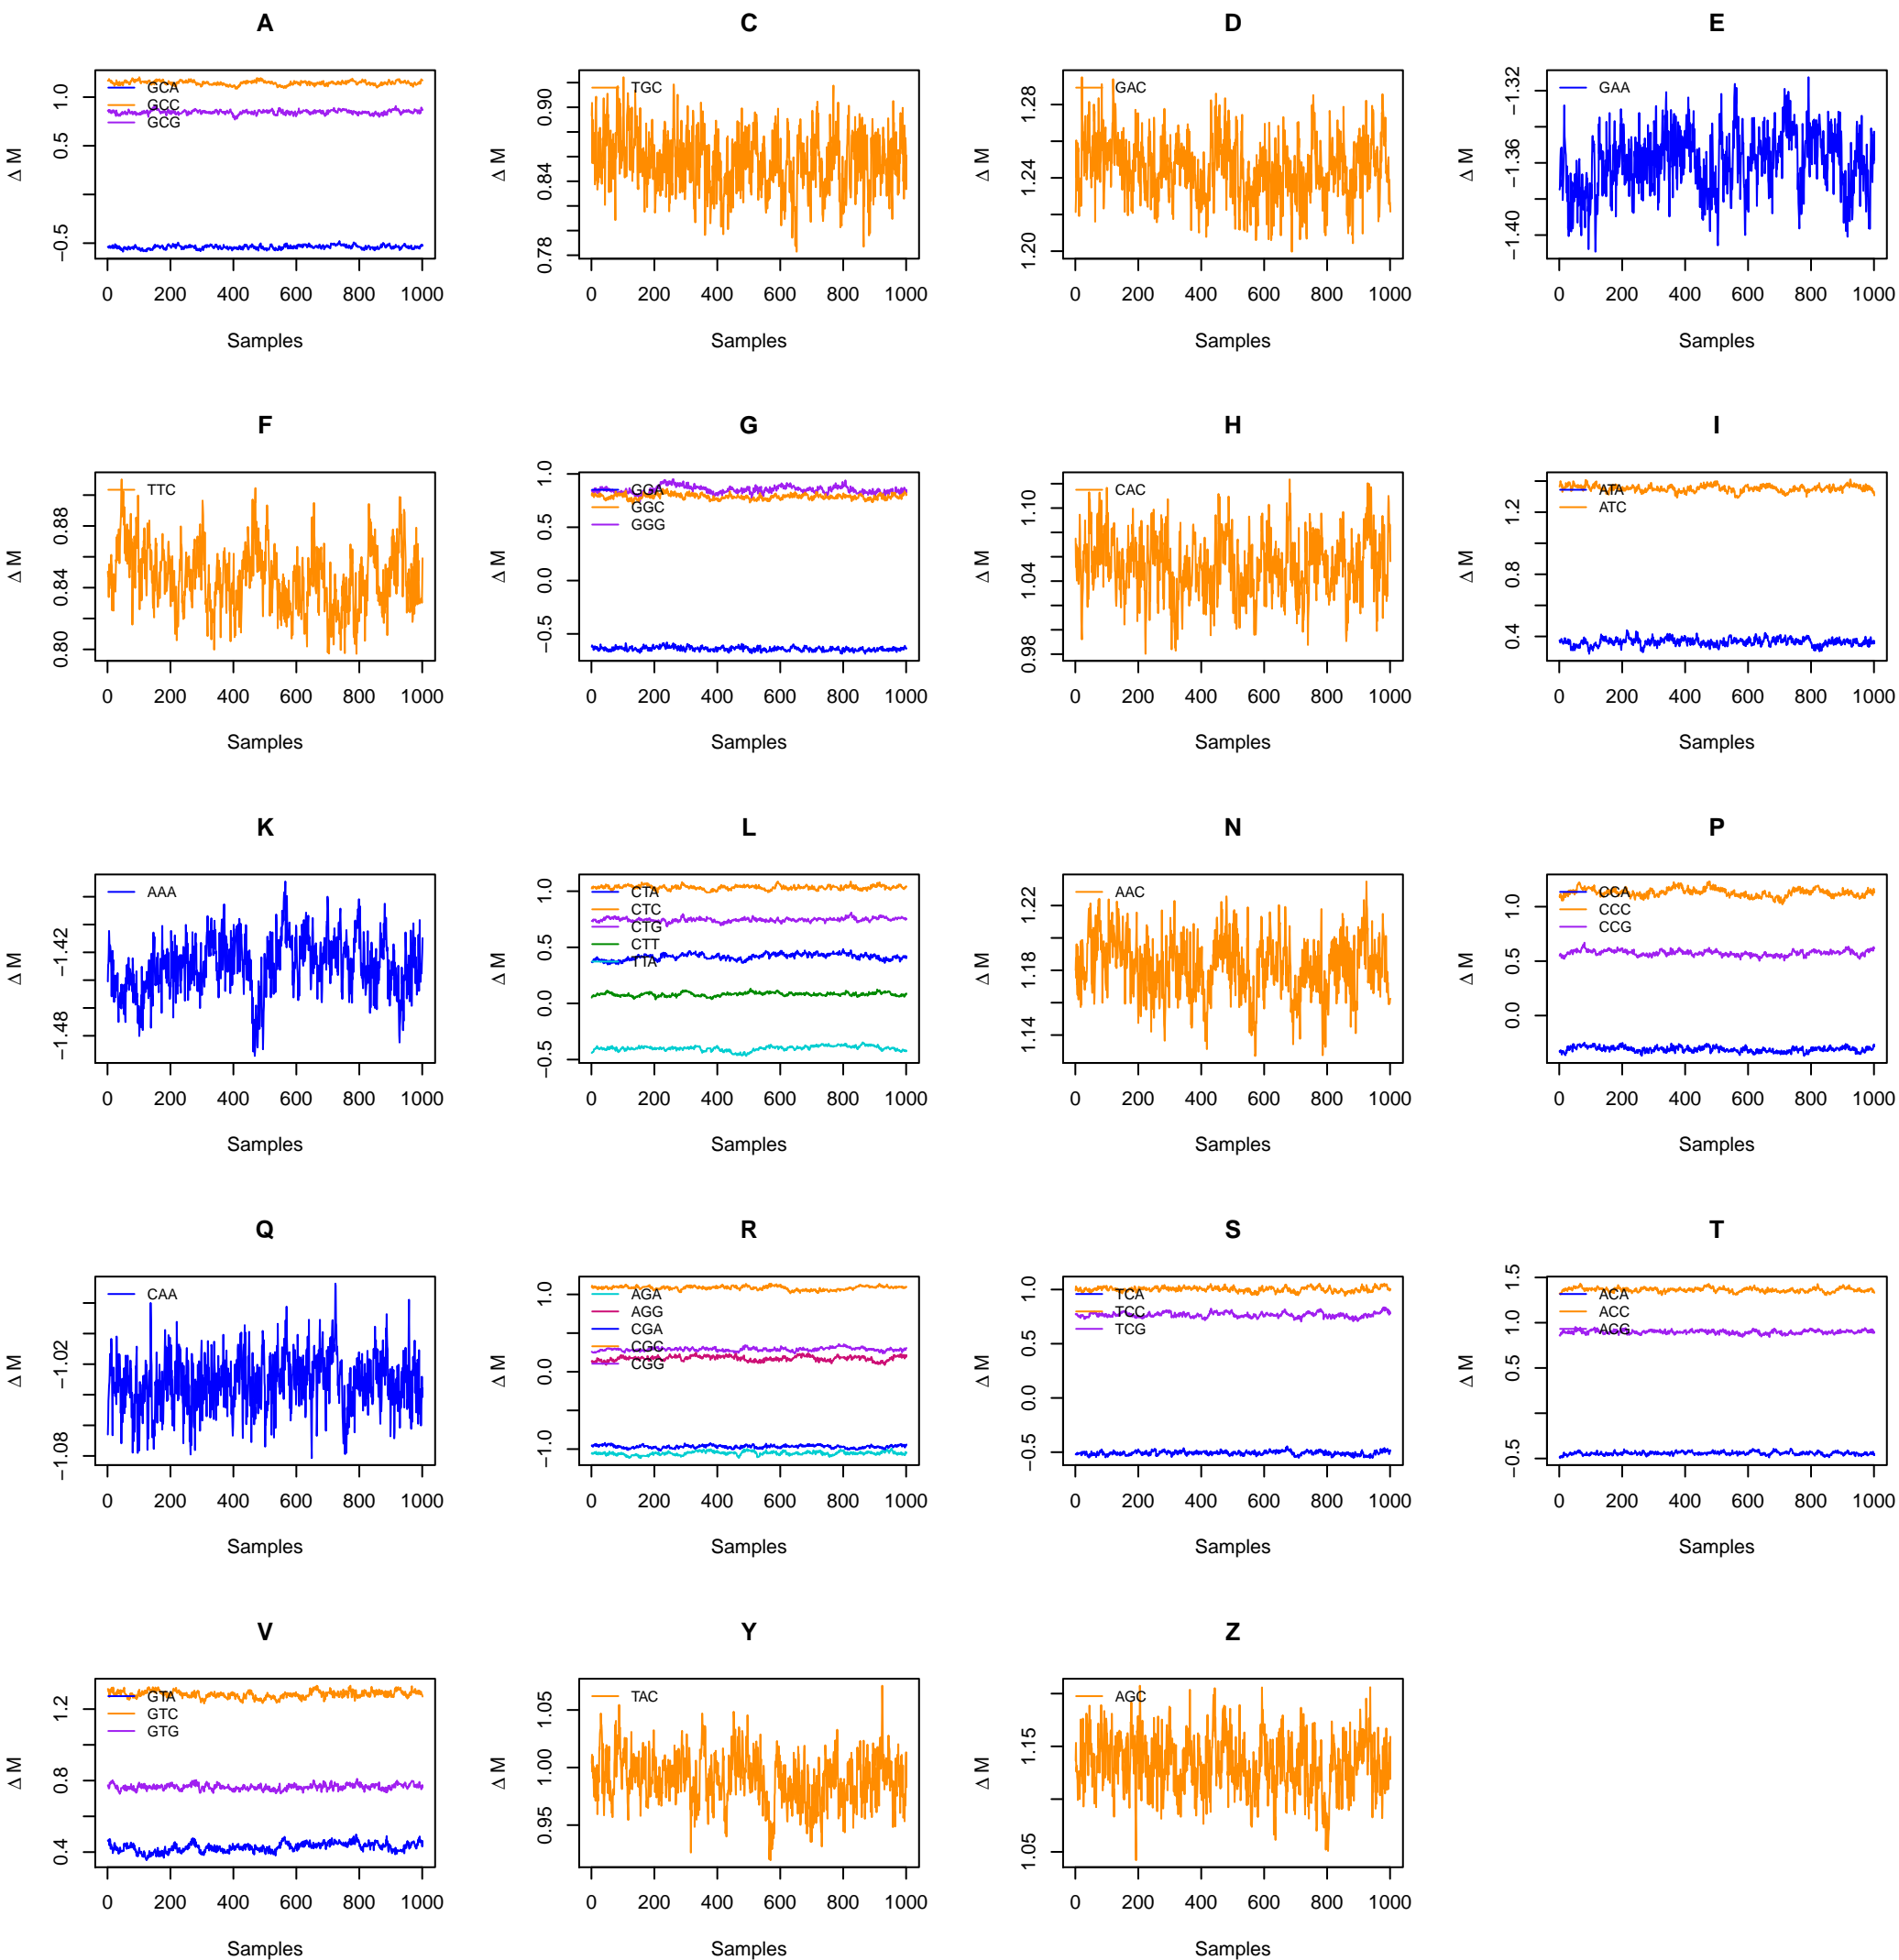 A
Δ M
−0.5 0.5 1.0
GCA
GCC
GCG
0 200 400 600 800 1000
Samples
C
Δ M
0.78 0.84 0.90
TGC
0 200 400 600 800 1000
Samples
D
Δ M
1.20 1.24 1.28
GAC
0 200 400 600 800 1000
Samples
E
Δ M
−1.40 −1.36 −1.32
GAA
0 200 400 600 800 1000
Samples
F
Δ M
0.80 0.84 0.88
TTC
0 200 400 600 800 1000
Samples
G
Δ M
−0.5 0.0 0.5 1.0
GGA
GGC
GGG
0 200 400 600 800 1000
Samples
H
Δ M
0.98 1.04 1.10
CAC
0 200 400 600 800 1000
Samples
I
Δ M
0.4 0.8 1.2
ATA
ATC
0 200 400 600 800 1000
Samples
K
Δ M
−1.48 −1.42
AAA
0 200 400 600 800 1000
Samples
L
Δ M
−0.5 0.0 0.5 1.0
CTA
CTC
CTG
CTT
TTA
0 200 400 600 800 1000
Samples
N
Δ M
1.14 1.18 1.22
AAC
0 200 400 600 800 1000
Samples
P
Δ M
0.0 0.5 1.0
CCA
CCC
CCG
0 200 400 600 800 1000
Samples
Q
Δ M
−1.08 −1.02
CAA
0 200 400 600 800 1000
Samples
R
Δ M
−1.0 0.0 1.0
AGA
AGG
CGA
CGC
CGG
0 200 400 600 800 1000
Samples
S
Δ M
−0.5 0.0 0.5 1.0
TCA
TCC
TCG
0 200 400 600 800 1000
Samples
T
Δ M
−0.5 0.5 1.0 1.5
ACA
ACC
ACG
0 200 400 600 800 1000
Samples
V
Δ M
0.4 0.8 1.2
GTA
GTC
GTG
0 200 400 600 800 1000
Samples
Y
Δ M
0.95 1.00 1.05
TAC
0 200 400 600 800 1000
Samples
Z
Δ M
1.05 1.15
AGC
0 200 400 600 800 1000
Samples